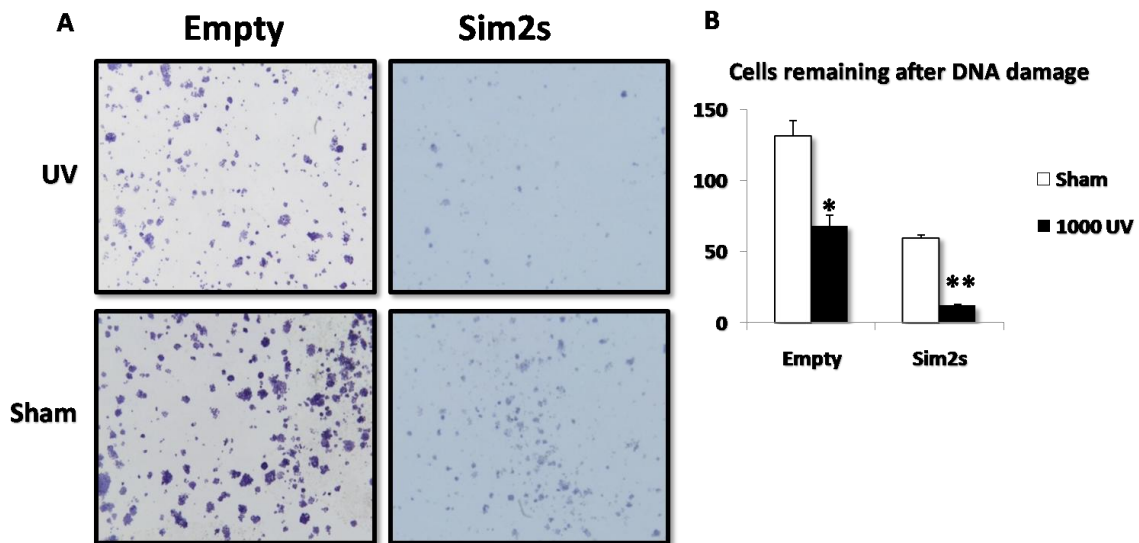 A
Empty
Sim2s
UV
Sham
B
Cells remaining after DNA damage
150
100
50
0
*
**
Empty
Sim2s
Sham
1000 UV